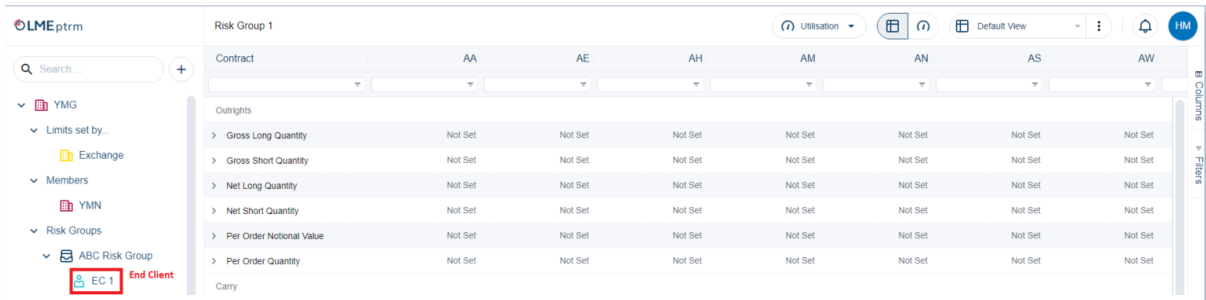 LME ptrm
Risk Group 1
Utilisation
Default View
HM
Search ...
YMG
Limits set by...
Exchange
Members
YMN
Risk Groups
ABC Risk Group
EC 1
End Client
Contract AA AE AH AM AN AS AW
Outrights
Gross Long Quantity Not Set Not Set Not Set Not Set Not Set Not Set Not Set
Gross Short Quantity Not Set Not Set Not Set Not Set Not Set Not Set Not Set
Net Long Quantity Not Set Not Set Not Set Not Set Not Set Not Set Not Set
Net Short Quantity Not Set Not Set Not Set Not Set Not Set Not Set Not Set
Per Order Notional Value Not Set Not Set Not Set Not Set Not Set Not Set Not Set
Per Order Quantity Not Set Not Set Not Set Not Set Not Set Not Set Not Set
Carry
Columns
Filters